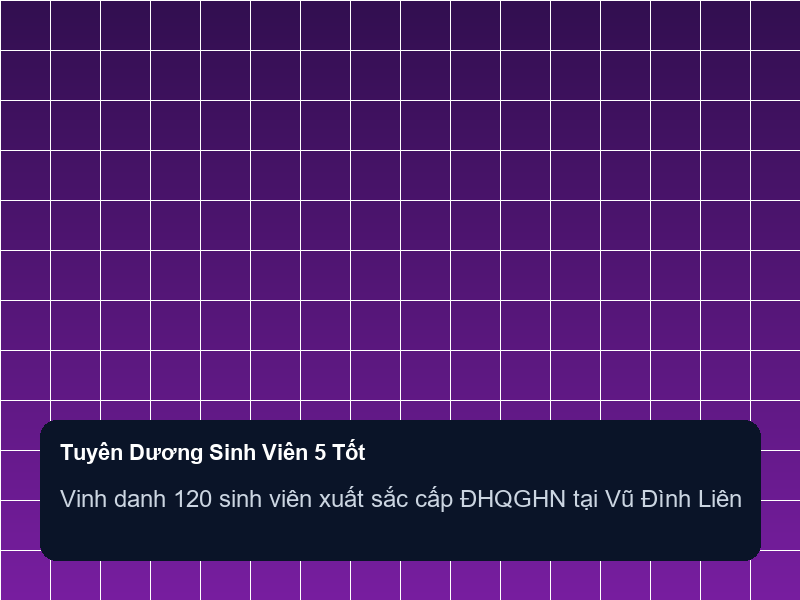 Tuyên Dương Sinh Viên 5 Tốt
Vinh danh 120 sinh viên xuất sắc cấp ĐHQGHN tại Vũ Đình Liên